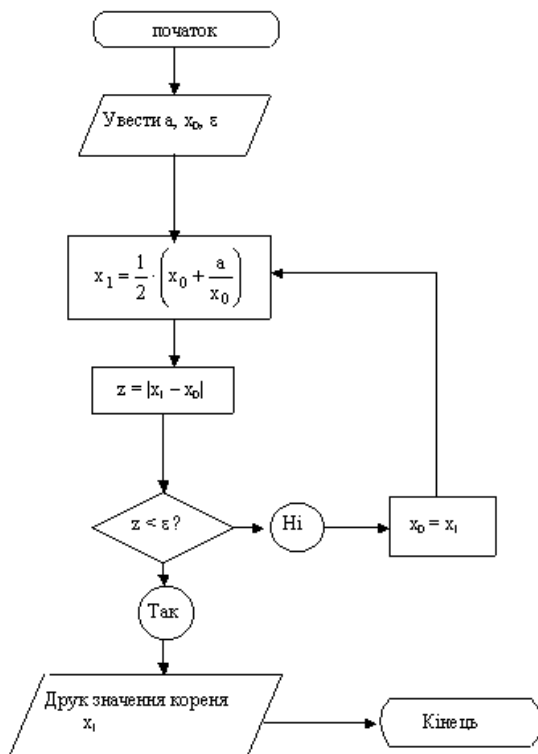 початок
Увести a, x₀, ε
x₁ = 1/2 · (x₀ + a/x₀)
z = |x₁ – x₀|
z < ε?
Ні
x₀ = x₁
Так
Друк значення кореня
x₁
Кінець